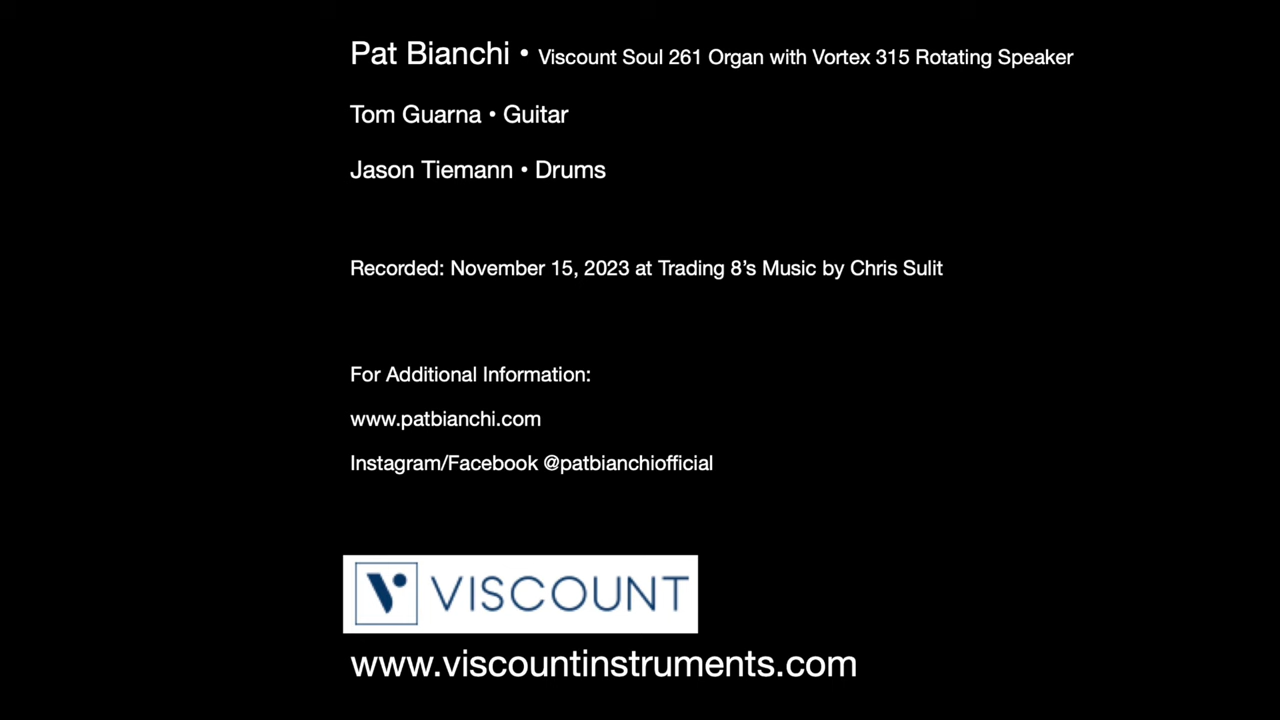 Pat Bianchi • Viscount Soul 261 Organ with Vortex 315 Rotating Speaker
Tom Guarna • Guitar
Jason Tiemann • Drums
Recorded: November 15, 2023 at Trading 8’s Music by Chris Sulit
For Additional Information:
www.patbianchi.com
Instagram/Facebook @patbianchiofficial
VISCOUNT
www.viscountinstruments.com